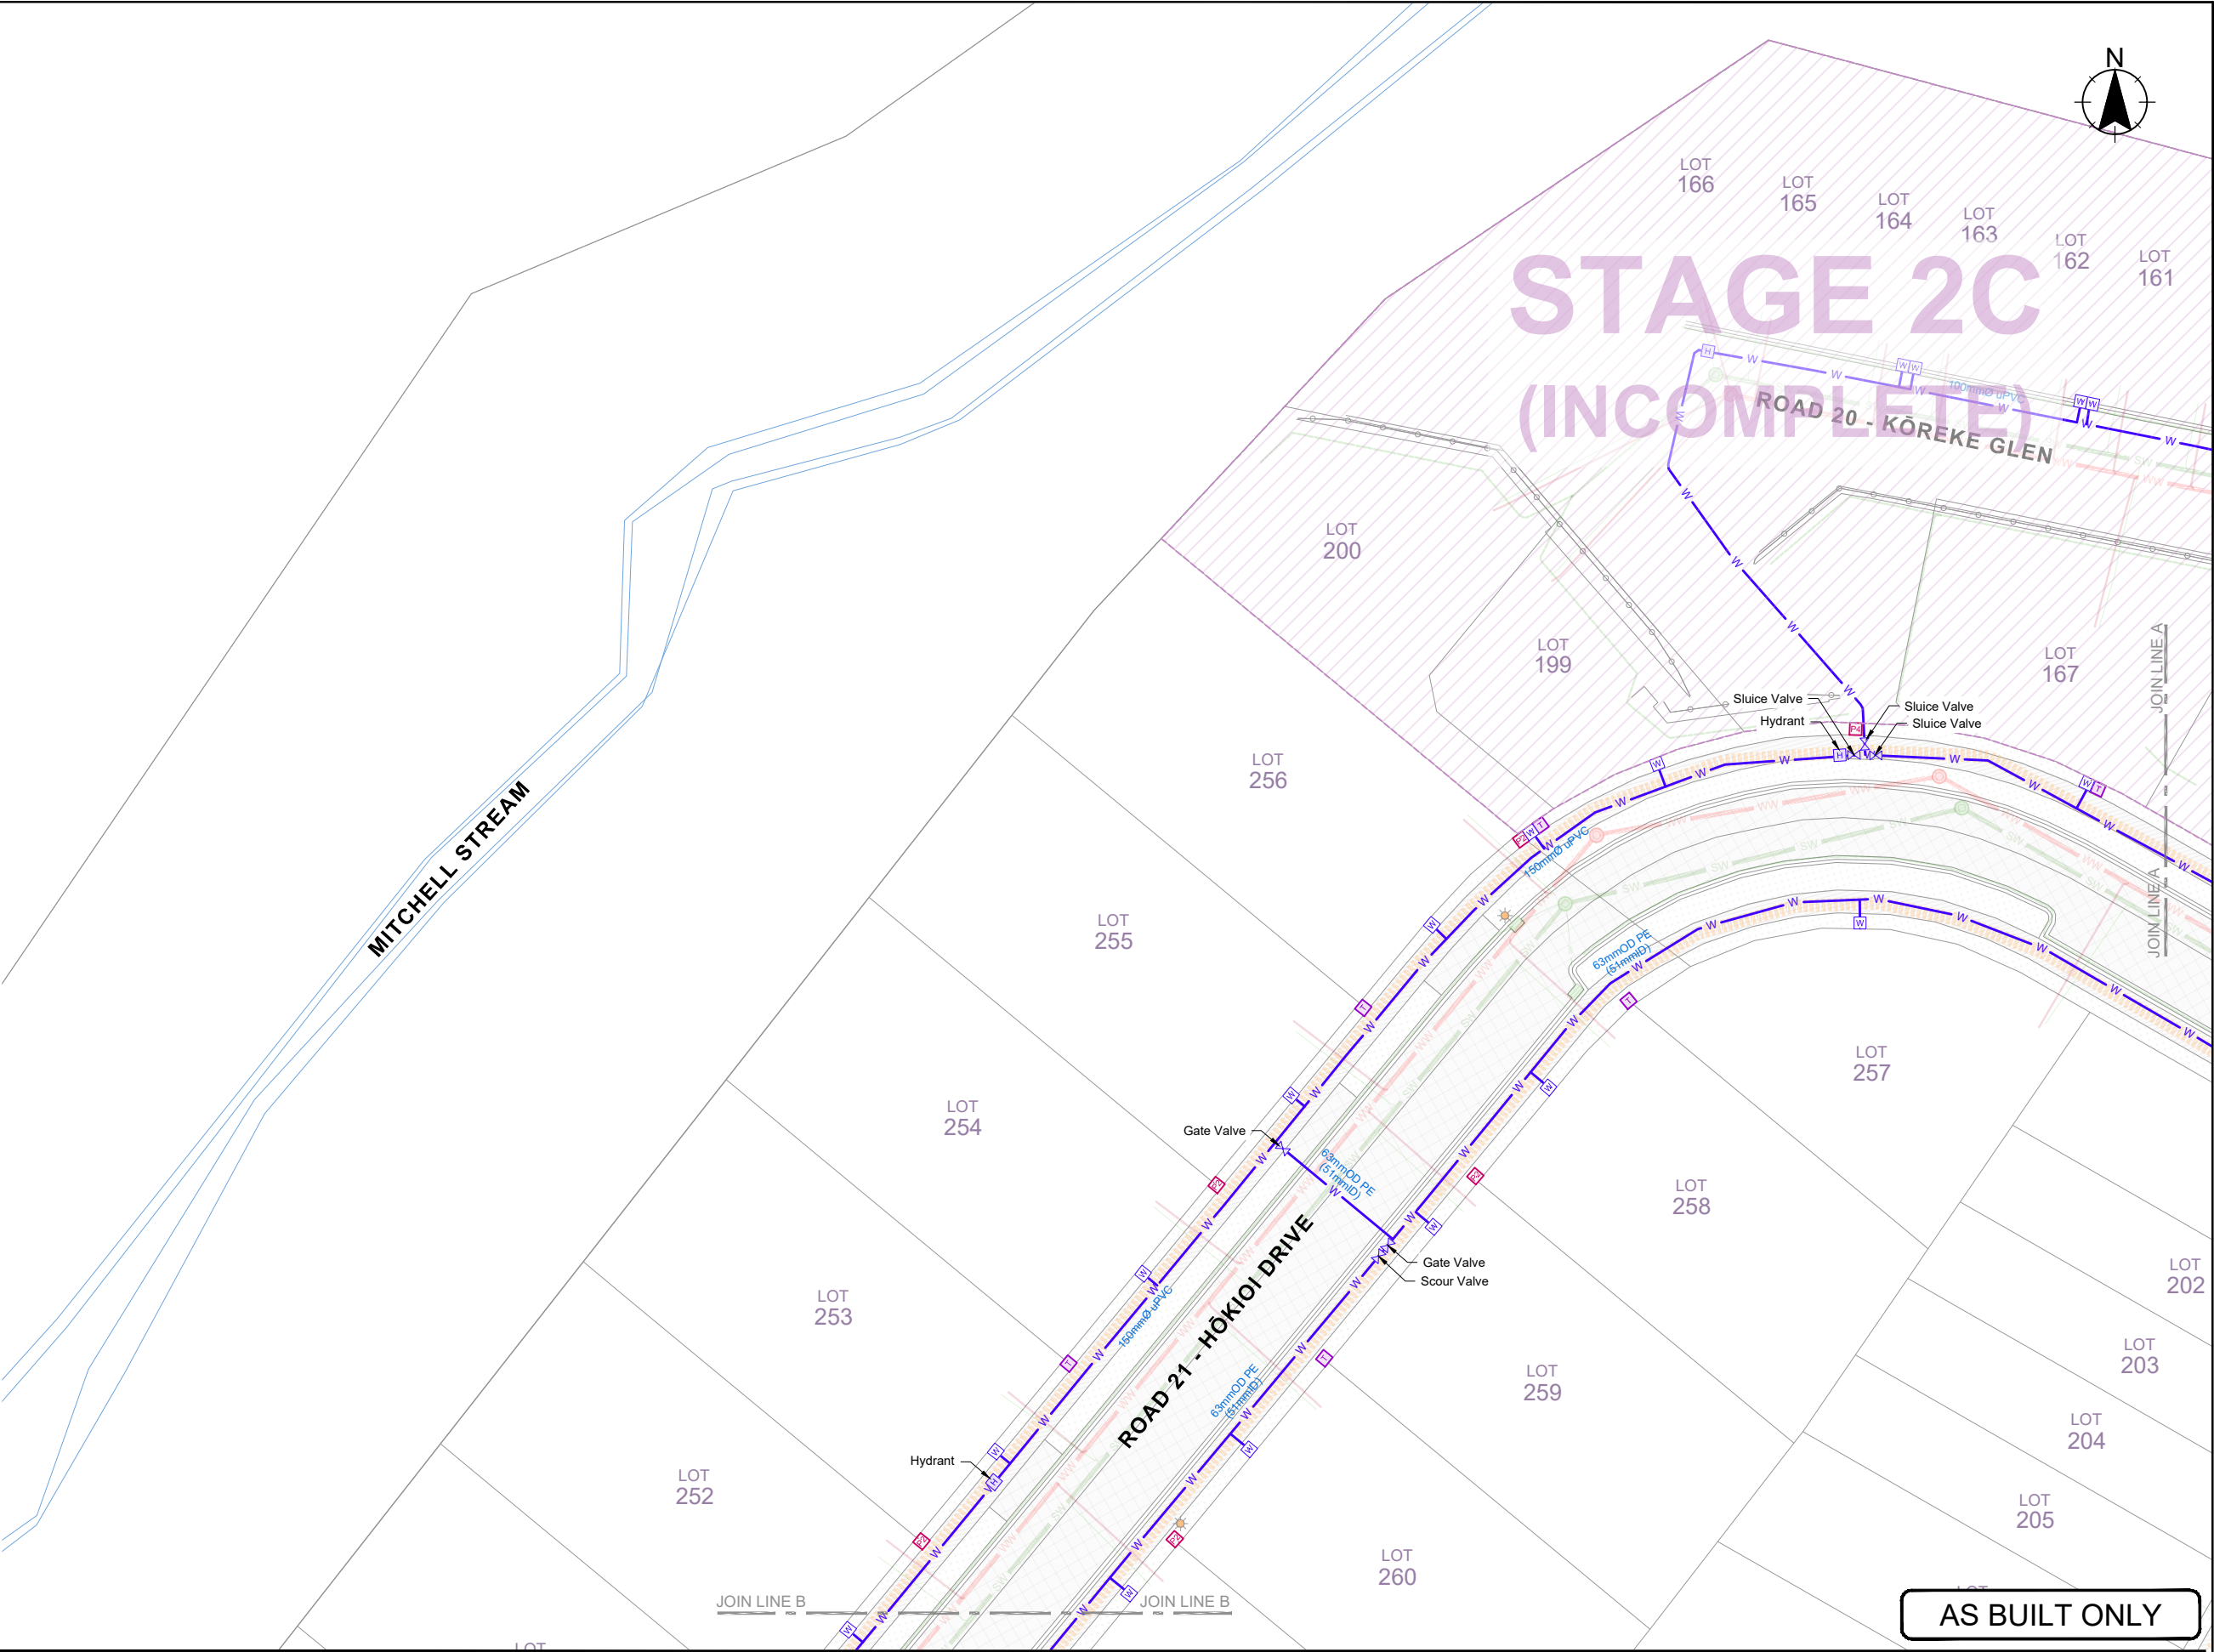 N
LOT
166
LOT
165
LOT
164
LOT
163
LOT
162
LOT
161
STAGE 2C
(INCOMPLETE)
100mmØ uPVC
ROAD 20 - KŌREKE GLEN
LOT
200
LOT
199
LOT
167
JOIN LINE A
JOIN LINE A
Sluice Valve
Hydrant
Sluice Valve
Sluice Valve
P4
LOT
256
150mmØ uPVC
MITCHELL STREAM
LOT
255
63mmOD PE
(51mmID)
LOT
257
LOT
254
Gate Valve
63mmOD PE
(51mmID)
LOT
258
Gate Valve
Scour Valve
LOT
202
LOT
253
150mmØ uPVC
ROAD 21 - HŌKIOI DRIVE
LOT
203
63mmOD PE
(51mmID)
LOT
259
LOT
204
Hydrant
LOT
252
LOT
205
LOT
260
JOIN LINE B
JOIN LINE B
AS BUILT ONLY
LOT